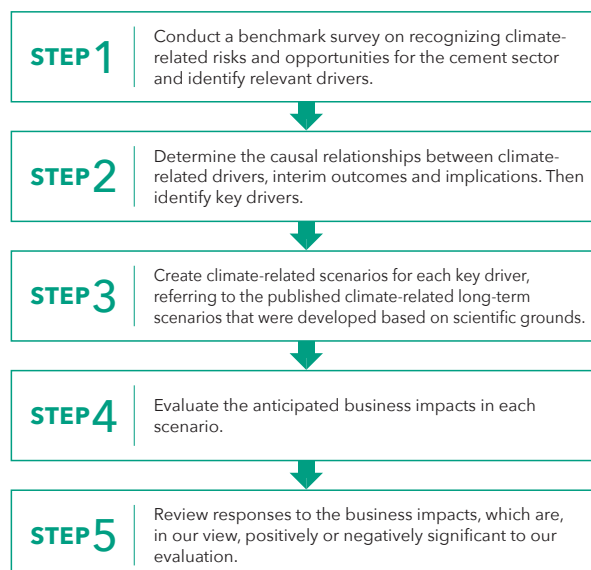 STEP 1
Conduct a benchmark survey on recognizing climate-
related risks and opportunities for the cement sector
and identify relevant drivers.
STEP 2
Determine the causal relationships between climate-
related drivers, interim outcomes and implications. Then
identify key drivers.
STEP 3
Create climate-related scenarios for each key driver,
referring to the published climate-related long-term
scenarios that were developed based on scientific grounds.
STEP 4
Evaluate the anticipated business impacts in each
scenario.
STEP 5
Review responses to the business impacts, which are,
in our view, positively or negatively significant to our
evaluation.